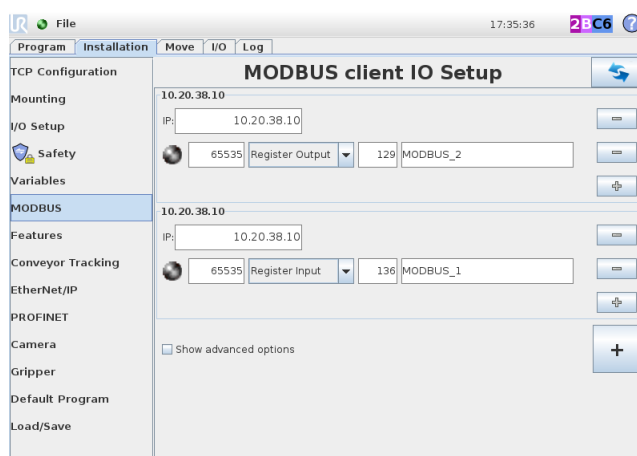 UR File 17:35:36 2BC6 ?
Program Installation Move I/O Log
TCP Configuration
Mounting
I/O Setup
Safety
Variables
MODBUS
Features
Conveyor Tracking
EtherNet/IP
PROFINET
Camera
Gripper
Default Program
Load/Save
MODBUS client IO Setup
10.20.38.10
IP: 10.20.38.10
65535 Register Output 129 MODBUS_2
10.20.38.10
IP: 10.20.38.10
65535 Register Input 136 MODBUS_1
Show advanced options
+